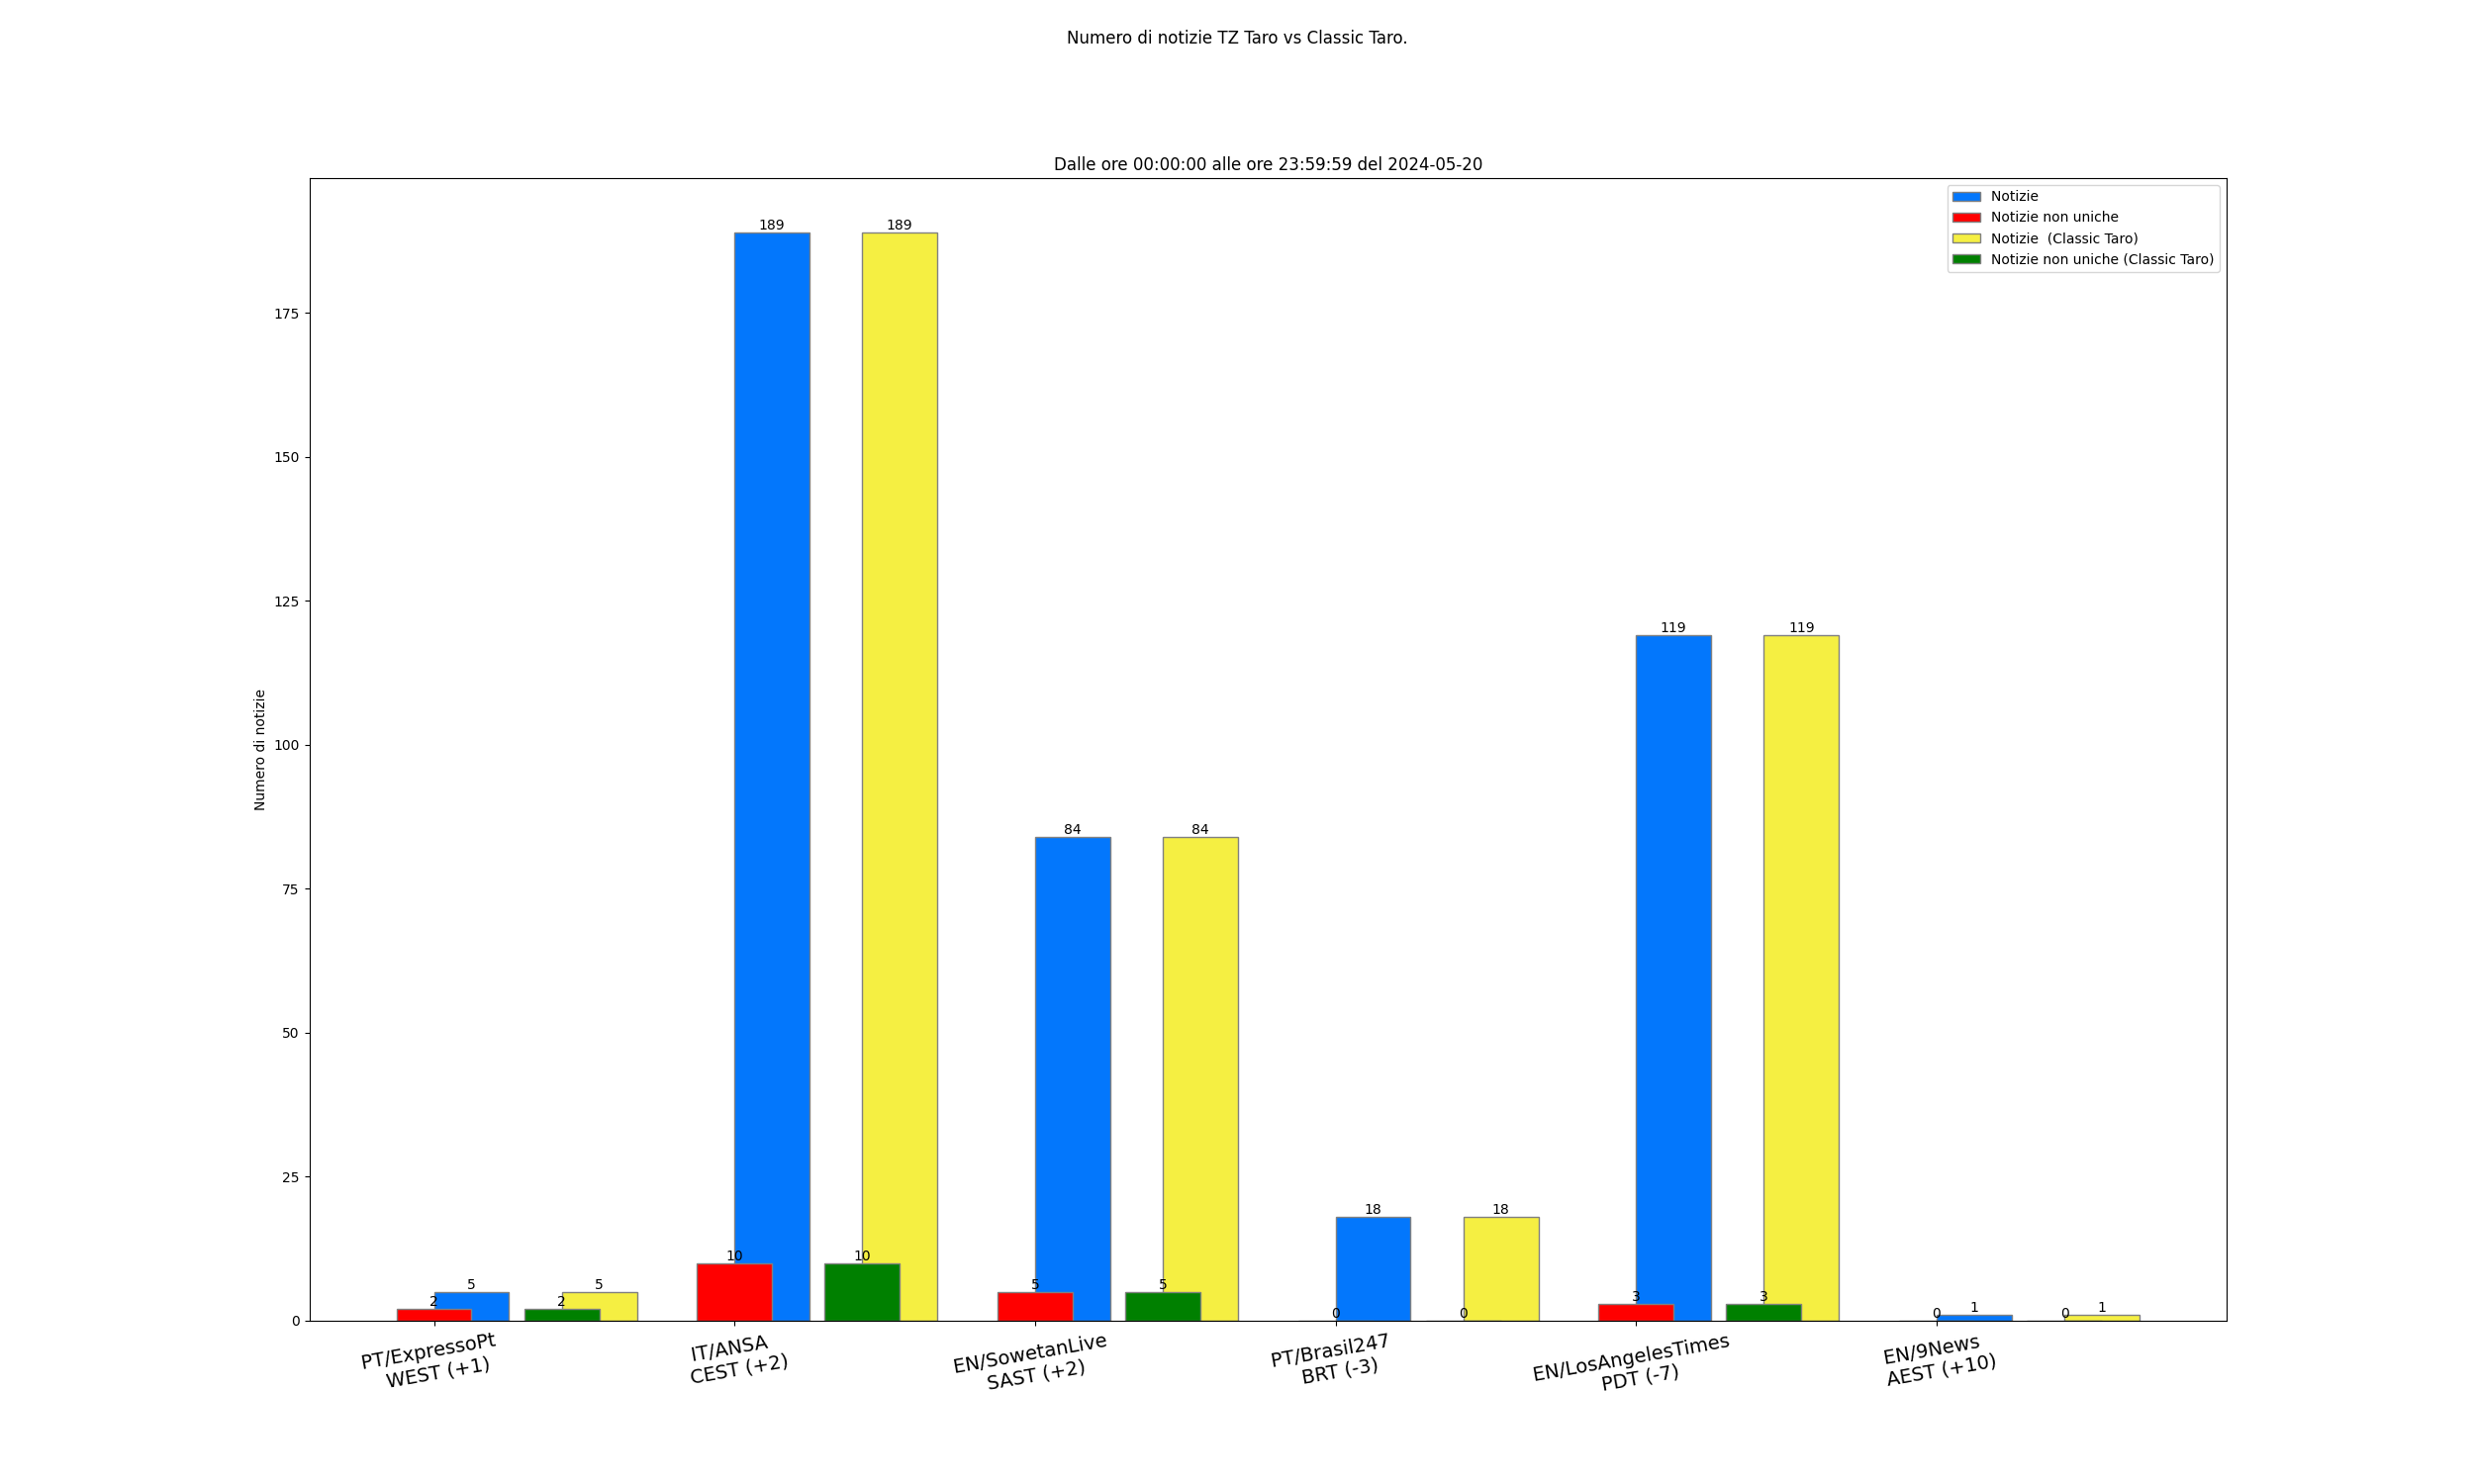 Numero di notizie TZ Taro vs Classic Taro.
Dalle ore 00:00:00 alle ore 23:59:59 del 2024-05-20
Notizie
Notizie non uniche
Notizie  (Classic Taro)
Notizie non uniche (Classic Taro)
Numero di notizie
175
150
125
100
75
50
25
0
2
5
2
5
10
189
10
189
5
84
5
84
0
18
0
18
3
119
3
119
0
1
0
1
PT/ExpressoPt
WEST (+1)
IT/ANSA
CEST (+2)
EN/SowetanLive
SAST (+2)
PT/Brasil247
BRT (-3)
EN/LosAngelesTimes
PDT (-7)
EN/9News
AEST (+10)